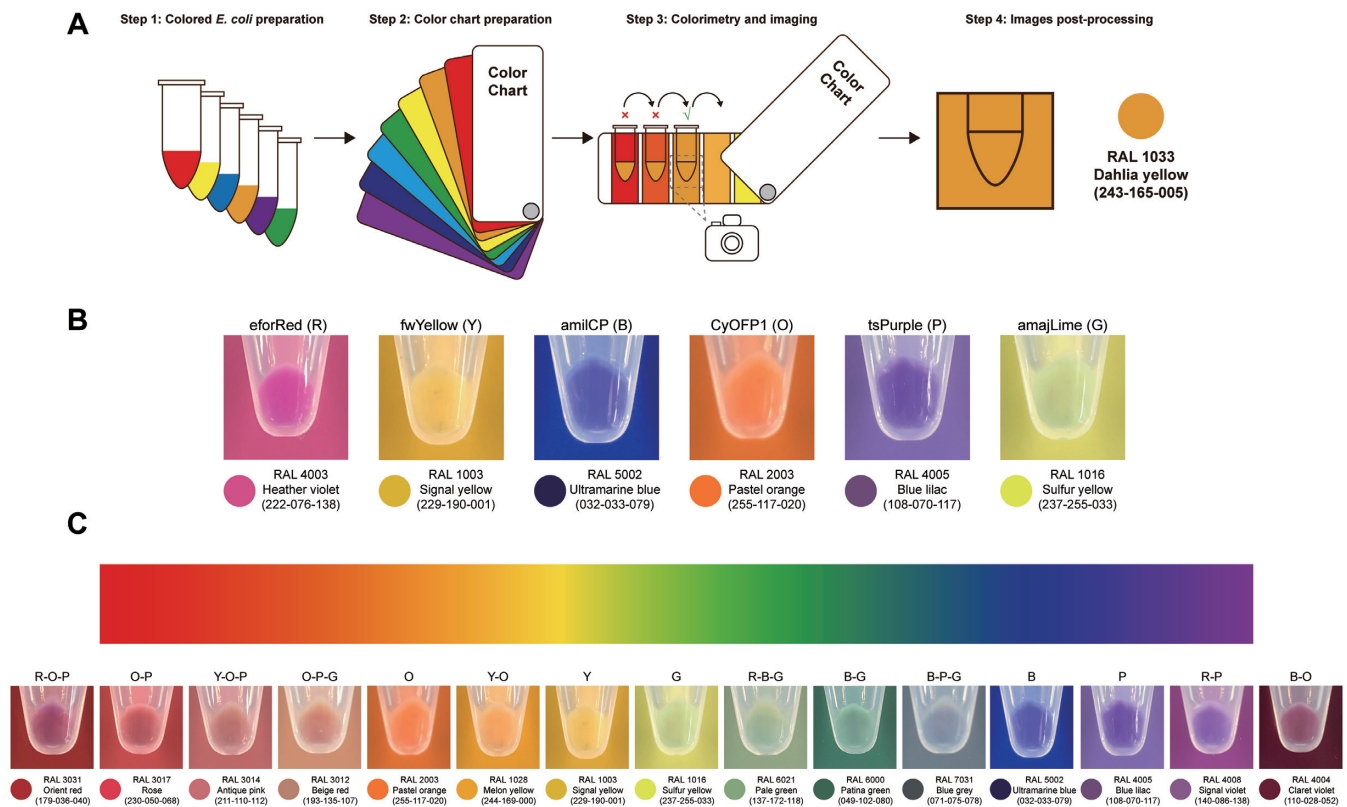 A
Step 1: Colored E. coli preparation
Step 2: Color chart preparation
Step 3: Colorimetry and imaging
Step 4: Images post-processing
Color
Chart
Color
Chart
RAL 1033
Dahlia yellow
(243-165-005)
B
eforRed (R)
fwYellow (Y)
amilCP (B)
CyOFP1 (O)
tsPurple (P)
amajLime (G)
RAL 4003
Heather violet
(222-076-138)
RAL 1003
Signal yellow
(229-190-001)
RAL 5002
Ultramarine blue
(032-033-079)
RAL 2003
Pastel orange
(255-117-020)
RAL 4005
Blue lilac
(108-070-117)
RAL 1016
Sulfur yellow
(237-255-033)
C
R-O-P
O-P
Y-O-P
O-P-G
O
Y-O
Y
G
R-B-G
B-G
B-P-G
B
P
R-P
B-O
RAL 3031
Orient red
(179-036-040)
RAL 3017
Rose
(230-050-068)
RAL 3014
Antique pink
(211-110-112)
RAL 3012
Beige red
(193-135-107)
RAL 2003
Pastel orange
(255-117-020)
RAL 1028
Melon yellow
(244-169-000)
RAL 1003
Signal yellow
(229-190-001)
RAL 1016
Sulfur yellow
(237-255-033)
RAL 6021
Pale green
(137-172-118)
RAL 6000
Patina green
(049-102-080)
RAL 7031
Blue grey
(071-075-078)
RAL 5002
Ultramarine blue
(032-033-079)
RAL 4005
Blue lilac
(108-070-117)
RAL 4008
Signal violet
(140-086-138)
RAL 4004
Claret violet
(100-028-052)